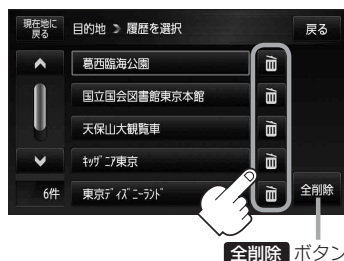 現在地に
戻る
目的地 > 履歴を選択
戻る
葛西臨海公園
国立国会図書館東京本館
天保山大観覧車
ｷｯｻﾞﾆｱ東京
6件
東京ﾃﾞｨｽﾞﾆｰﾗﾝﾄﾞ
全削除
全削除 ボタン